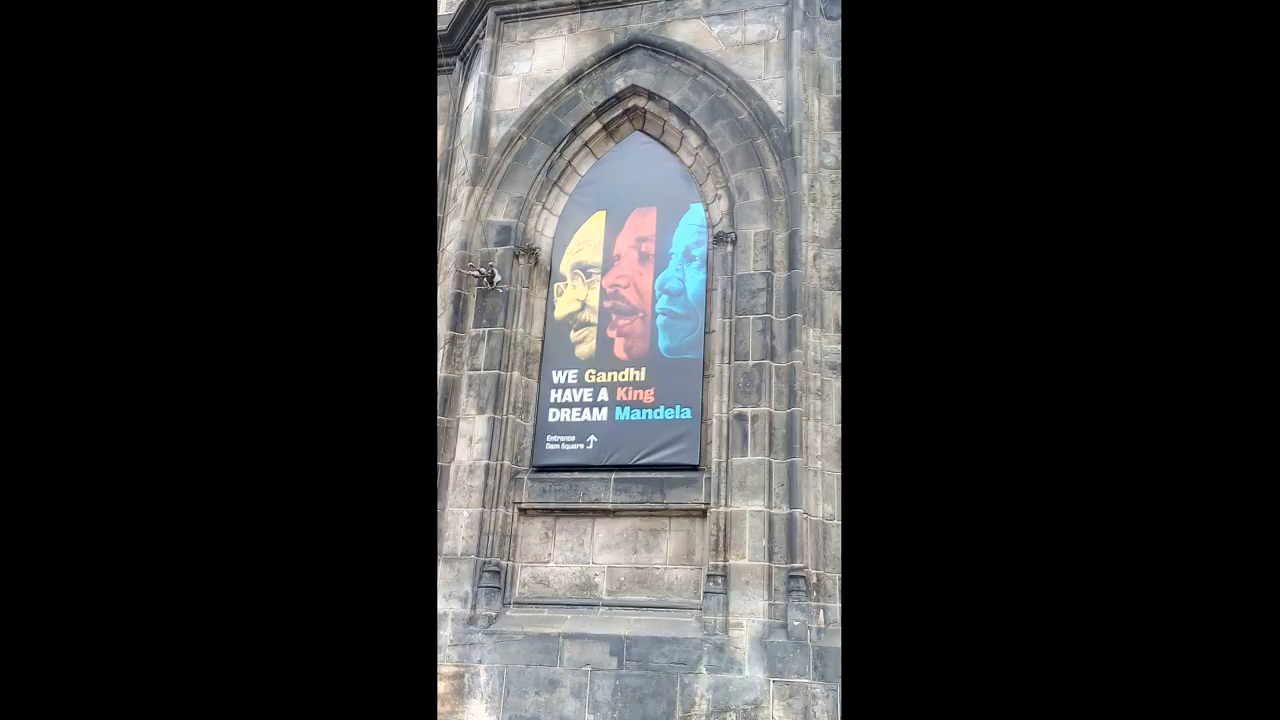 WE Gandhi
HAVE A King
DREAM Mandela
Entrance
Dam Square